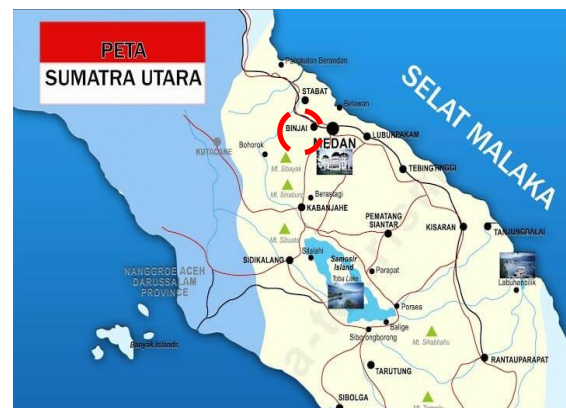 PETA
SUMATRA UTARA
SELAT MALAKA
Pangkalan Berandan
STABAT
Belawan
BINJAI
MEDAN
LUBUKPAKAM
KUTACANE
Bohorok
Mt. Sibayak
TEBINGTINGGI
Mt. Sinabung
Berastagi
KABANJAHE
PEMATANG
SIANTAR
KISARAN
TANJUNGBALAI
Mt. Sibuatan
SIDIKALANG
Silalahi
Samosir
Island
Toba Lake
Parapat
NANGGROE ACEH
DARUSSALAM
PROVINCE
Labuhanbilik
Porsea
Balige
Siborongborong
Mt. Sihabhahu
Banyak Islands
RANTAUPARAPAT
TARUTUNG
SIBOLGA